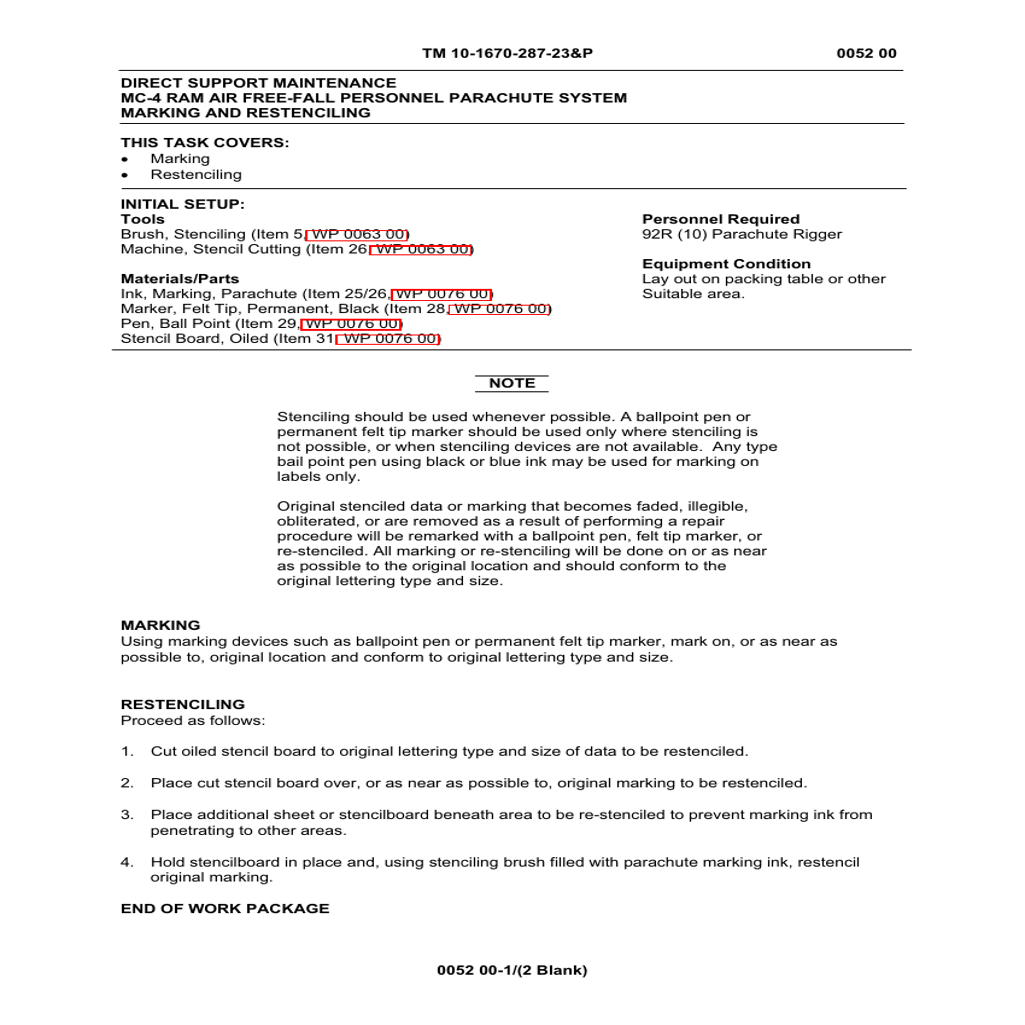 TM 10-1670-287-23&P 0052 00
DIRECT SUPPORT MAINTENANCE
MC-4 RAM AIR FREE-FALL PERSONNEL PARACHUTE SYSTEM
MARKING AND RESTENCILING
THIS TASK COVERS:
• Marking
• Restenciling
INITIAL SETUP:
Tools
Brush, Stenciling (Item 5, WP 0063 00)
Machine, Stencil Cutting (Item 26, WP 0063 00)
Materials/Parts
Ink, Marking, Parachute (Item 25/26, WP 0076 00)
Marker, Felt Tip, Permanent, Black (Item 28, WP 0076 00)
Pen, Ball Point (Item 29, WP 0076 00)
Stencil Board, Oiled (Item 31, WP 0076 00)
Personnel Required
92R (10) Parachute Rigger
Equipment Condition
Lay out on packing table or other
Suitable area.
NOTE
Stenciling should be used whenever possible. A ballpoint pen or
permanent felt tip marker should be used only where stenciling is
not possible, or when stenciling devices are not available.  Any type
bail point pen using black or blue ink may be used for marking on
labels only.
Original stenciled data or marking that becomes faded, illegible,
obliterated, or are removed as a result of performing a repair
procedure will be remarked with a ballpoint pen, felt tip marker, or
re-stenciled. All marking or re-stenciling will be done on or as near
as possible to the original location and should conform to the
original lettering type and size.
MARKING
Using marking devices such as ballpoint pen or permanent felt tip marker, mark on, or as near as
possible to, original location and conform to original lettering type and size.
RESTENCILING
Proceed as follows:
1. Cut oiled stencil board to original lettering type and size of data to be restenciled.
2. Place cut stencil board over, or as near as possible to, original marking to be restenciled.
3. Place additional sheet or stencilboard beneath area to be re-stenciled to prevent marking ink from
penetrating to other areas.
4. Hold stencilboard in place and, using stenciling brush filled with parachute marking ink, restencil
original marking.
END OF WORK PACKAGE
0052 00-1/(2 Blank)